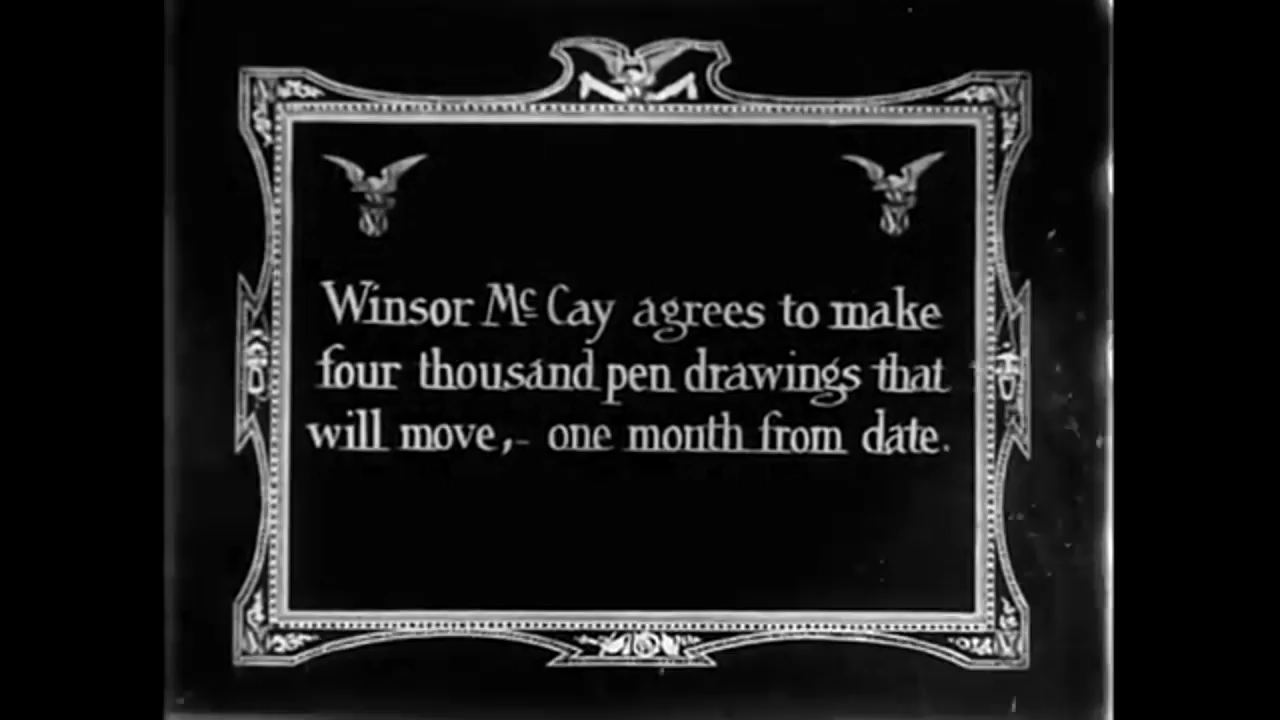 Winsor McCay agrees to make
four thousand pen drawings that
will move,- one month from date.